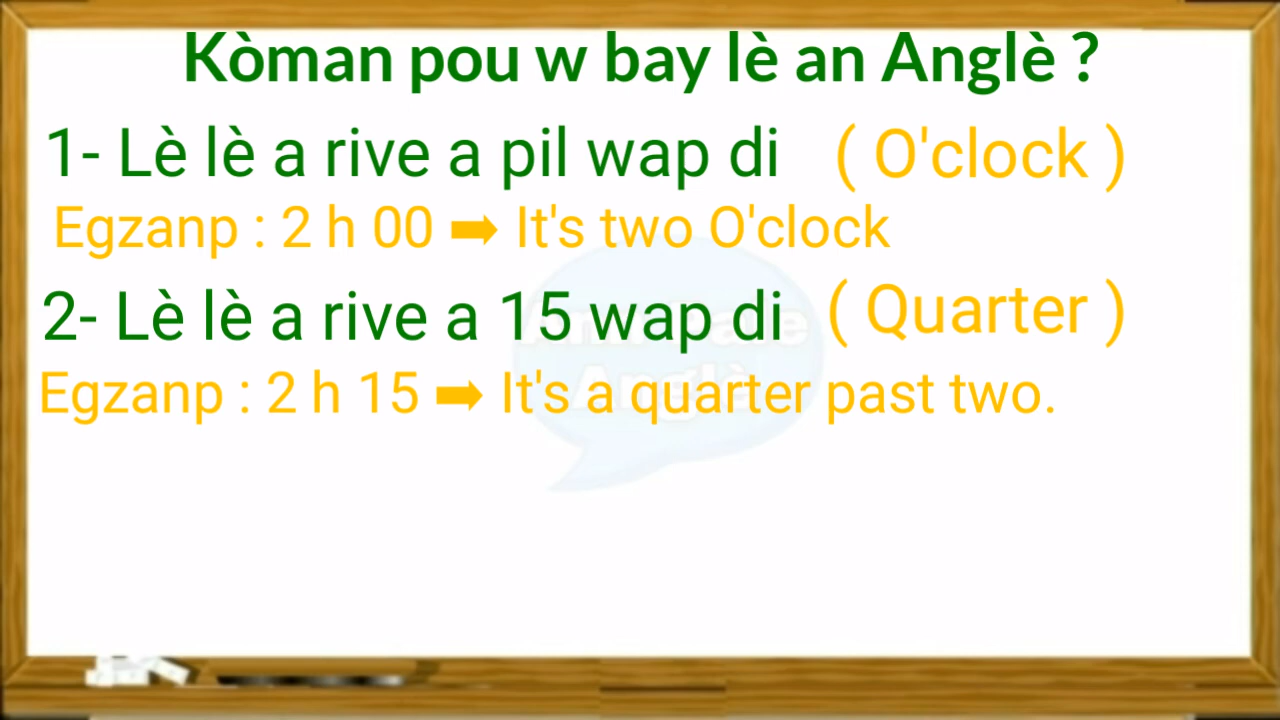 Kòman pou w bay lè an Anglè ?
1- Lè lè a rive a pil wap di ( O'clock )
Egzanp : 2 h 00 ➡ It's two O'clock
2- Lè lè a rive a 15 wap di ( Quarter )
Egzanp : 2 h 15 ➡ It's a quarter past two.